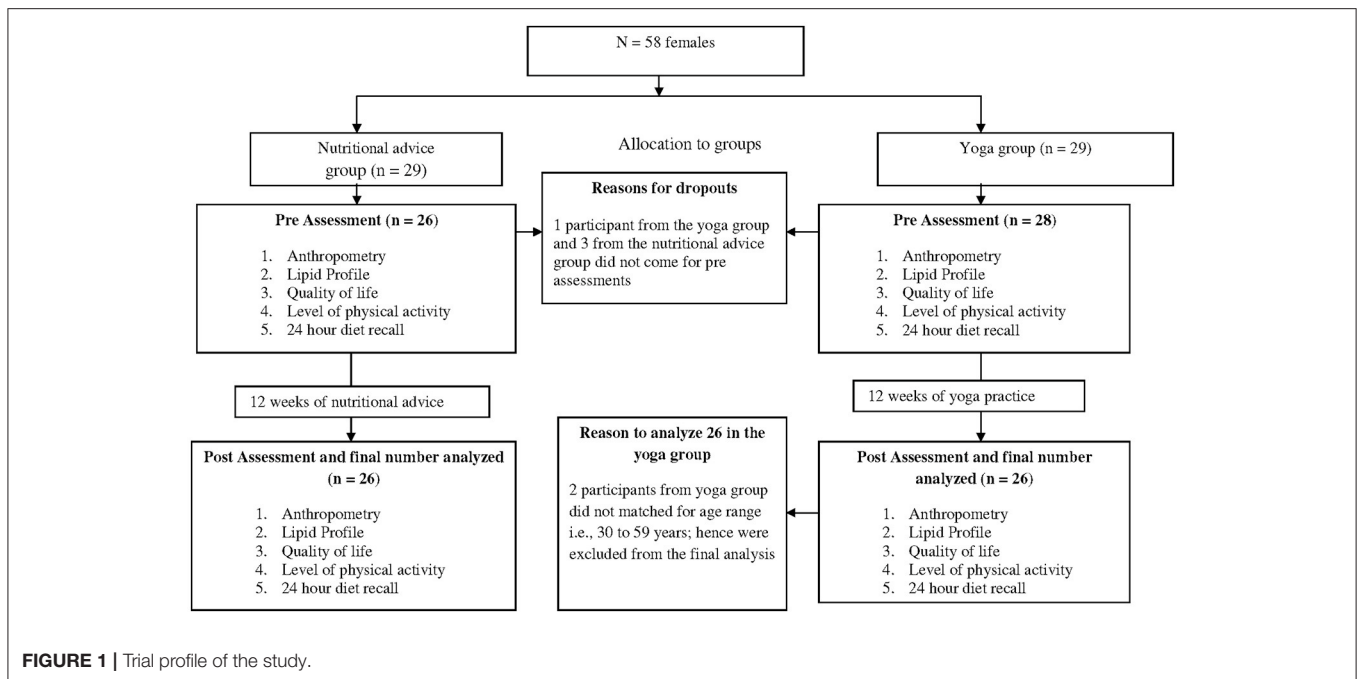 N = 58 females
Nutritional advice
group (n = 29)
Allocation to groups
Yoga group (n = 29)
Pre Assessment (n = 26)
1. Anthropometry
2. Lipid Profile
3. Quality of life
4. Level of physical activity
5. 24 hour diet recall
Reasons for dropouts
1 participant from the yoga group
and 3 from the nutritional advice
group did not come for pre
assessments
Pre Assessment (n = 28)
1. Anthropometry
2. Lipid Profile
3. Quality of life
4. Level of physical activity
5. 24 hour diet recall
12 weeks of nutritional advice
12 weeks of yoga practice
Post Assessment and final number analyzed
(n = 26)
1. Anthropometry
2. Lipid Profile
3. Quality of life
4. Level of physical activity
5. 24 hour diet recall
Reason to analyze 26 in the
yoga group
2 participants from yoga group
did not matched for age range
i.e., 30 to 59 years; hence were
excluded from the final analysis
Post Assessment and final number
analyzed (n = 26)
1. Anthropometry
2. Lipid Profile
3. Quality of life
4. Level of physical activity
5. 24 hour diet recall
FIGURE 1 | Trial profile of the study.